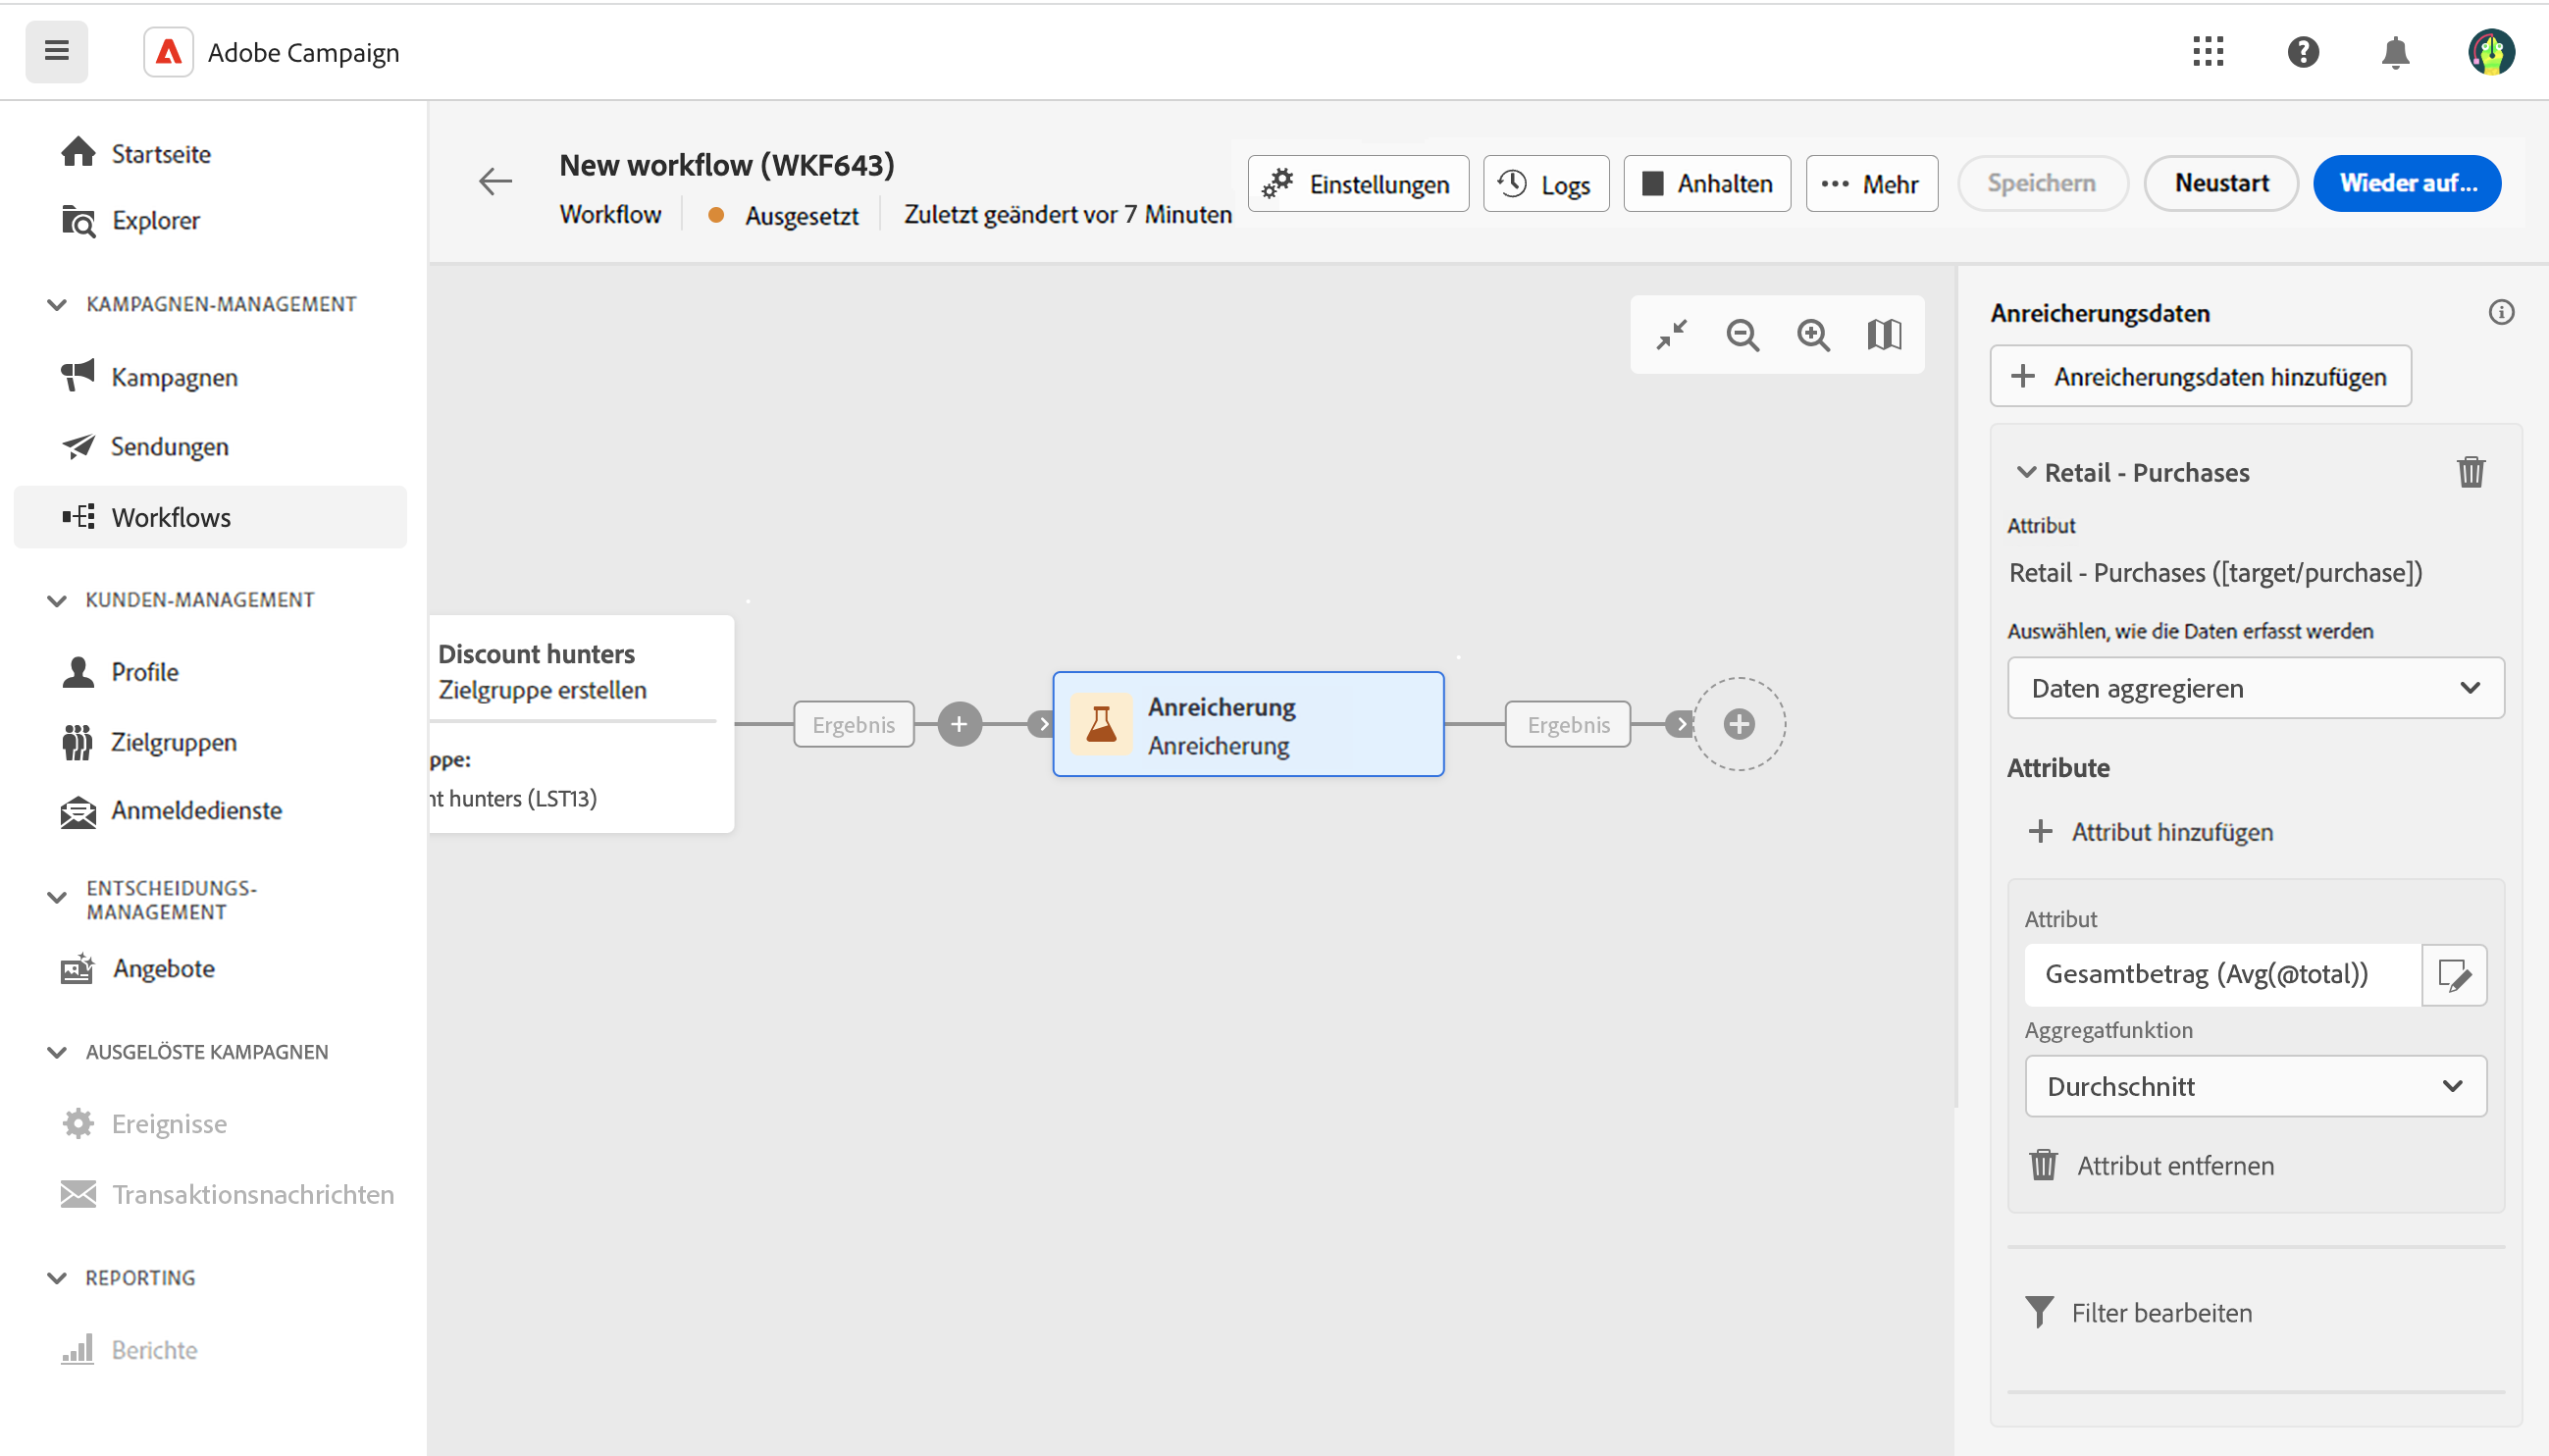 Adobe Campaign
Startseite
Explorer
KAMPAGNEN-MANAGEMENT
Kampagnen
Sendungen
Workflows
KUNDEN-MANAGEMENT
Profile
Zielgruppen
Anmeldedienste
ENTSCHEIDUNGS-
MANAGEMENT
Angebote
AUSGELÖSTE KAMPAGNEN
Ereignisse
Transaktionsnachrichten
REPORTING
Berichte
New workflow (WKF643)
Workflow
Ausgesetzt
Zuletzt geändert vor 7 Minuten
Einstellungen
Logs
Anhalten
Mehr
Speichern
Neustart
Wieder auf...
Discount hunters
Zielgruppe erstellen
ppe:
nt hunters (LST13)
Ergebnis
Anreicherung
Anreicherung
Ergebnis
Anreicherungsdaten
Anreicherungsdaten hinzufügen
Retail - Purchases
Attribut
Retail - Purchases ([target/purchase])
Auswählen, wie die Daten erfasst werden
Daten aggregieren
Attribute
Attribut hinzufügen
Attribut
Gesamtbetrag (Avg(@total))
Aggregatfunktion
Durchschnitt
Attribut entfernen
Filter bearbeiten